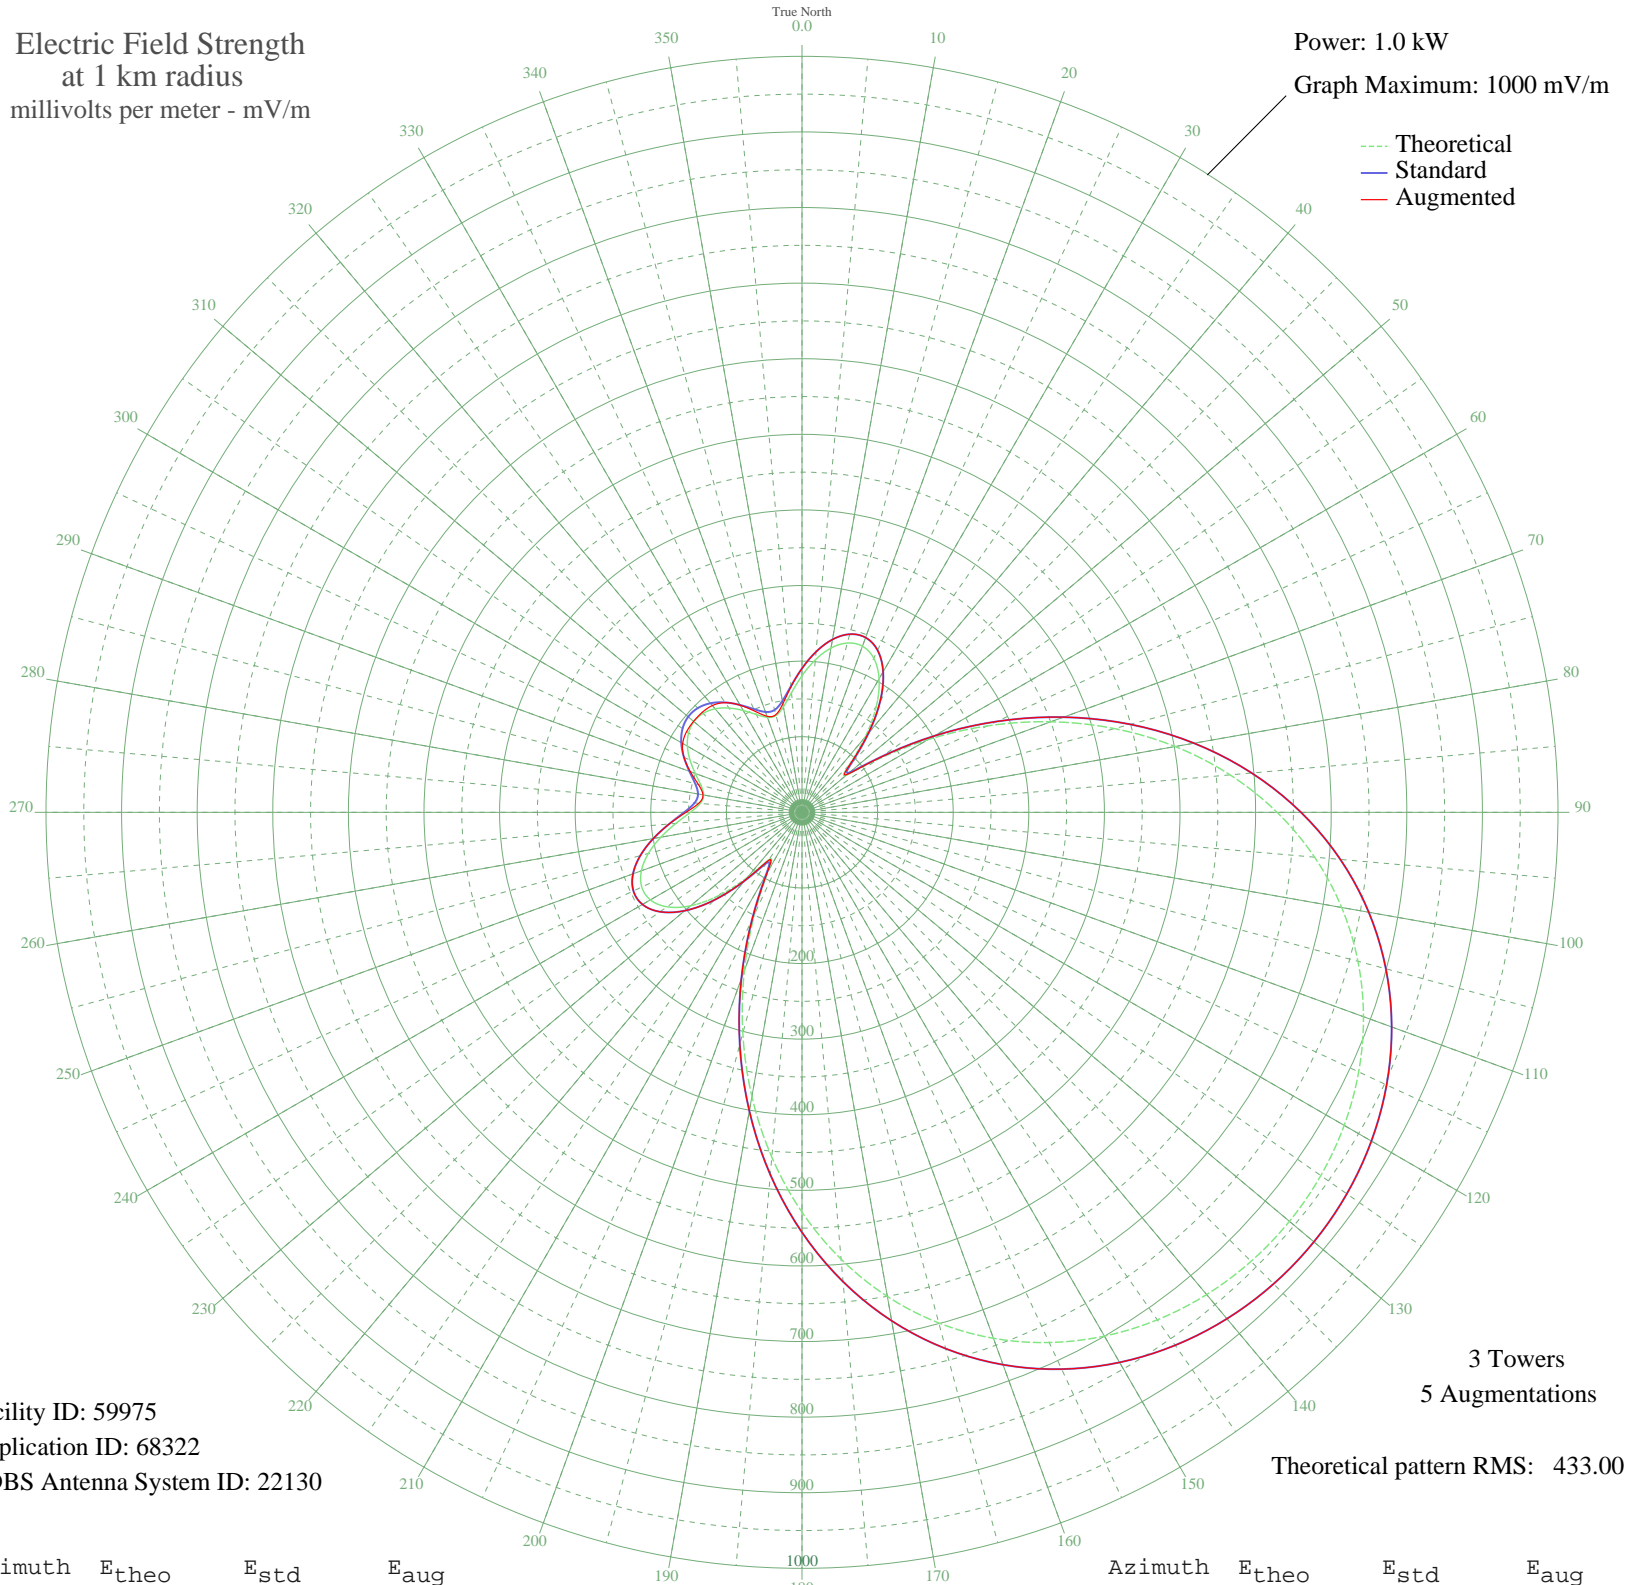 True North
0.0
Electric Field Strength
at 1 km radius
millivolts per meter - mV/m
Power: 1.0 kW
Graph Maximum: 1000 mV/m
Theoretical
Standard
Augmented
10
20
30
40
50
60
70
80
90
100
110
120
130
140
150
160
170
190
200
210
220
230
240
250
260
270
280
290
300
310
320
330
340
350
200
300
400
500
600
700
800
900
1000
3 Towers
5 Augmentations
Theoretical pattern RMS: 433.00
cility ID: 59975
plication ID: 68322
DBS Antenna System ID: 22130
imuth Etheo Estd Eaug
Azimuth Etheo Estd Eaug